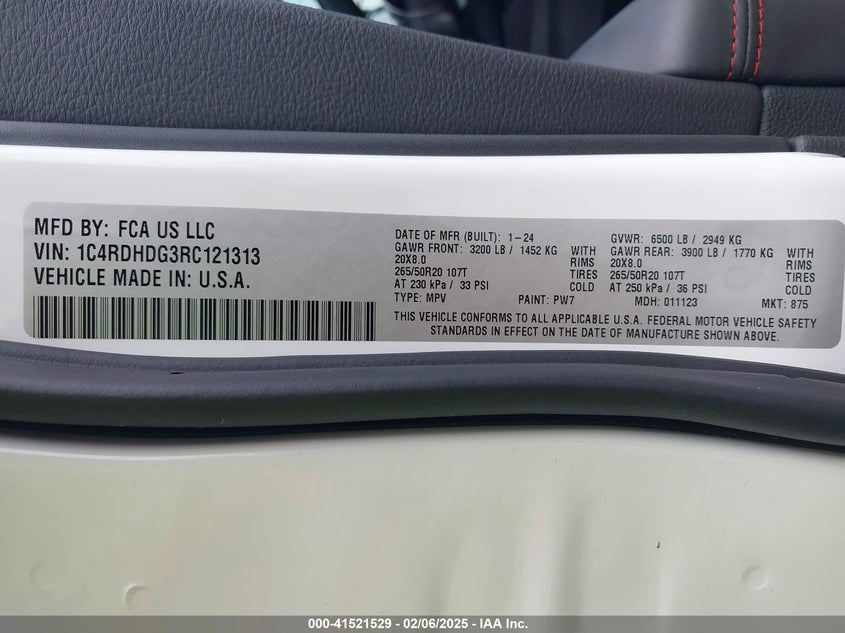 MFD BY: FCA US LLC
VIN: 1C4RDHDG3RC121313
VEHICLE MADE IN: U.S.A.
DATE OF MFR (BUILT): 1-24 GVWR: 6500 LB / 2949 KG
GAWR FRONT: 3200 LB / 1452 KG WITH GAWR REAR: 3900 LB / 1770 KG WITH
20X8.0 RIMS 20X8.0 RIMS
265/50R20 107T TIRES 265/50R20 107T TIRES
AT 230 kPa / 33 PSI COLD AT 250 kPa / 36 PSI COLD
TYPE: MPV PAINT: PW7 MDH: 011123 MKT: 875
THIS VEHICLE CONFORMS TO ALL APPLICABLE U.S.A. FEDERAL MOTOR VEHICLE SAFETY
STANDARDS IN EFFECT ON THE DATE OF MANUFACTURE SHOWN ABOVE.
000-41521529 - 02/06/2025 - IAA Inc.